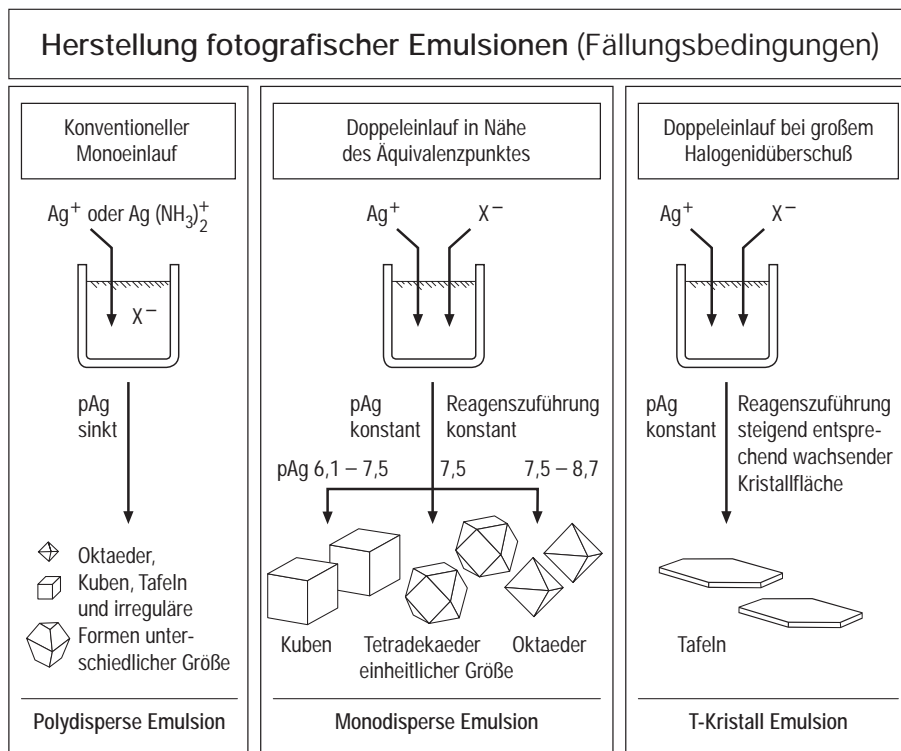 Herstellung fotografischer Emulsionen (Fällungsbedingungen)
Konventioneller
Monoeinlauf
Ag⁺ oder Ag (NH₃)₂⁺
X⁻
pAg
sinkt
Oktaeder,
Kuben, Tafeln
und irreguläre
Formen unter-
schiedlicher Größe
Polydisperse Emulsion
Doppeleinlauf in Nähe
des Äquivalenzpunktes
Ag⁺ X⁻
pAg Reagenszuführung
konstant konstant
pAg 6,1 – 7,5 7,5 7,5 – 8,7
Kuben Tetradekaeder Oktaeder
einheitlicher Größe
Monodisperse Emulsion
Doppeleinlauf bei großem
Halogenidüberschuß
Ag⁺ X⁻
pAg Reagenszuführung
konstant steigend entspre-
chend wachsender
Kristallfläche
Tafeln
T-Kristall Emulsion